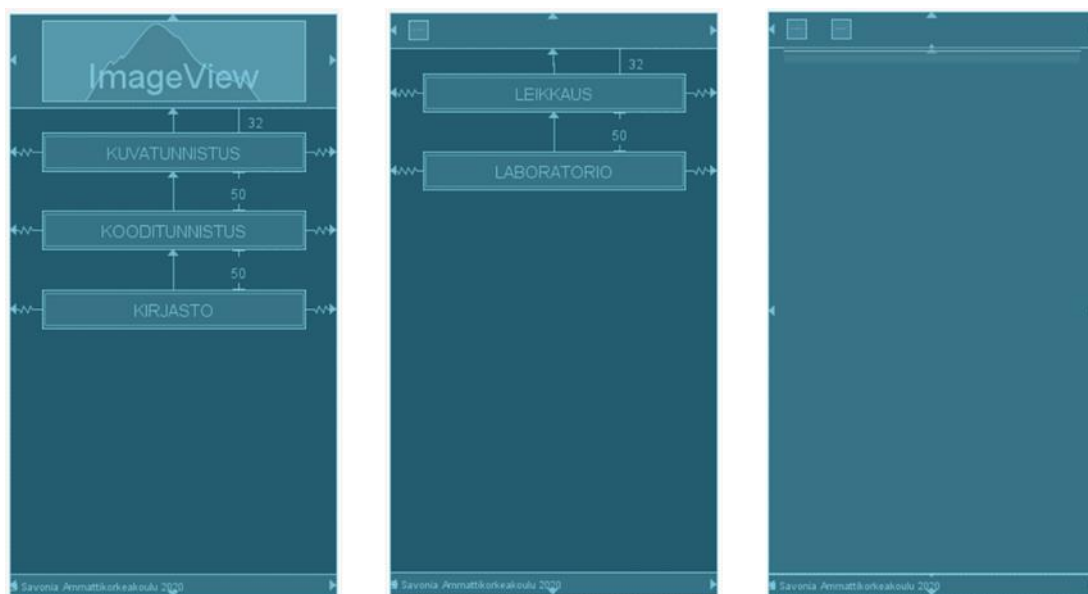 ImageView
32
KUVATUNNISTUS
50
KOODITUNNISTUS
50
KIRJASTO
Savonia Ammattikorkeakoulu 2020
32
LEIKKAUS
50
LABORATORIO
Savonia Ammattikorkeakoulu 2020
Savonia Ammattikorkeakoulu 2020